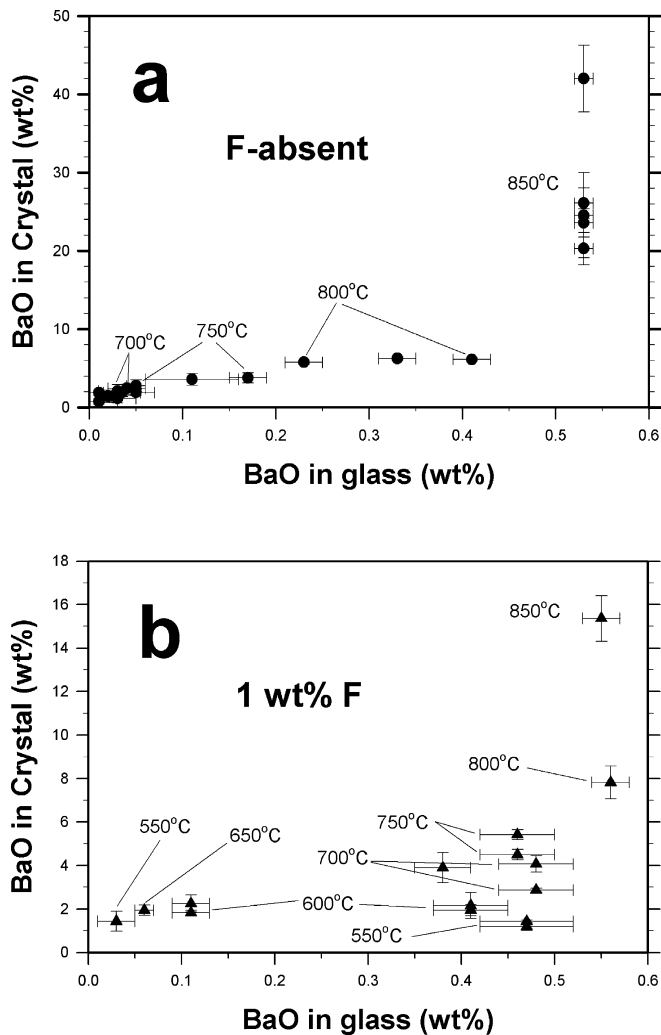 50
40
30
20
10
0
BaO in Crystal (wt%)
a
F-absent
850°C
800°C
700°C
750°C
0.0 0.1 0.2 0.3 0.4 0.5 0.6
BaO in glass (wt%)
18
16
14
12
10
8
6
4
2
0
BaO in Crystal (wt%)
b
1 wt% F
850°C
800°C
750°C
550°C
650°C
700°C
600°C
550°C
0.0 0.1 0.2 0.3 0.4 0.5 0.6
BaO in glass (wt%)